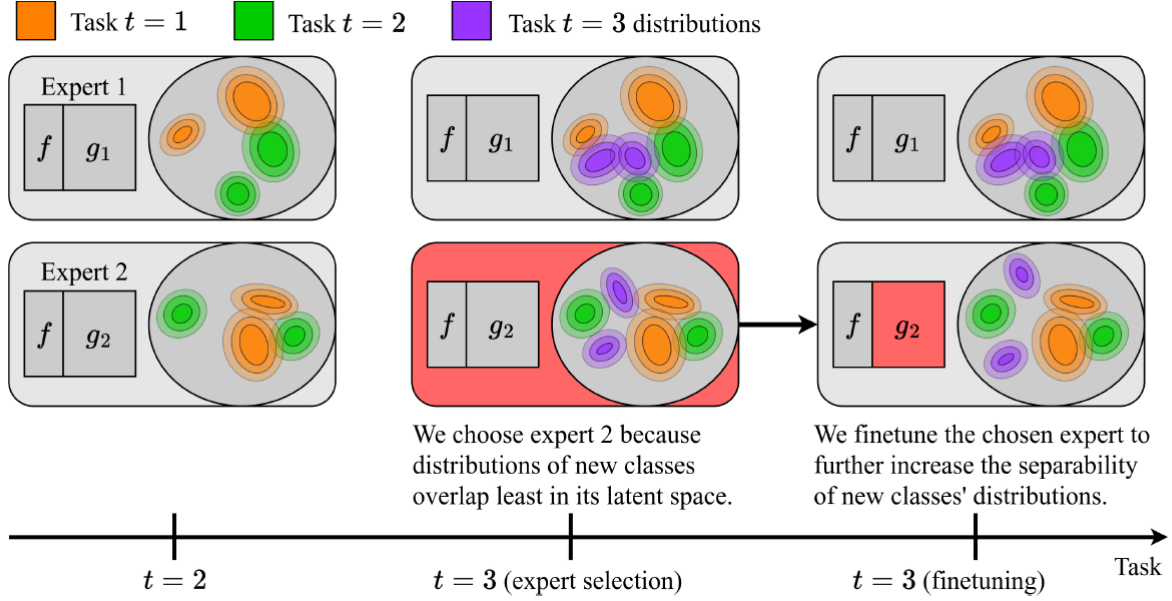 Task t = 1
Task t = 2
Task t = 3 distributions
Expert 1
f
g₁
f
g₁
f
g₁
Expert 2
f
g₂
f
g₂
f
g₂
We choose expert 2 because
distributions of new classes
overlap least in its latent space.
We finetune the chosen expert to
further increase the separability
of new classes' distributions.
t = 2
t = 3 (expert selection)
t = 3 (finetuning)
Task